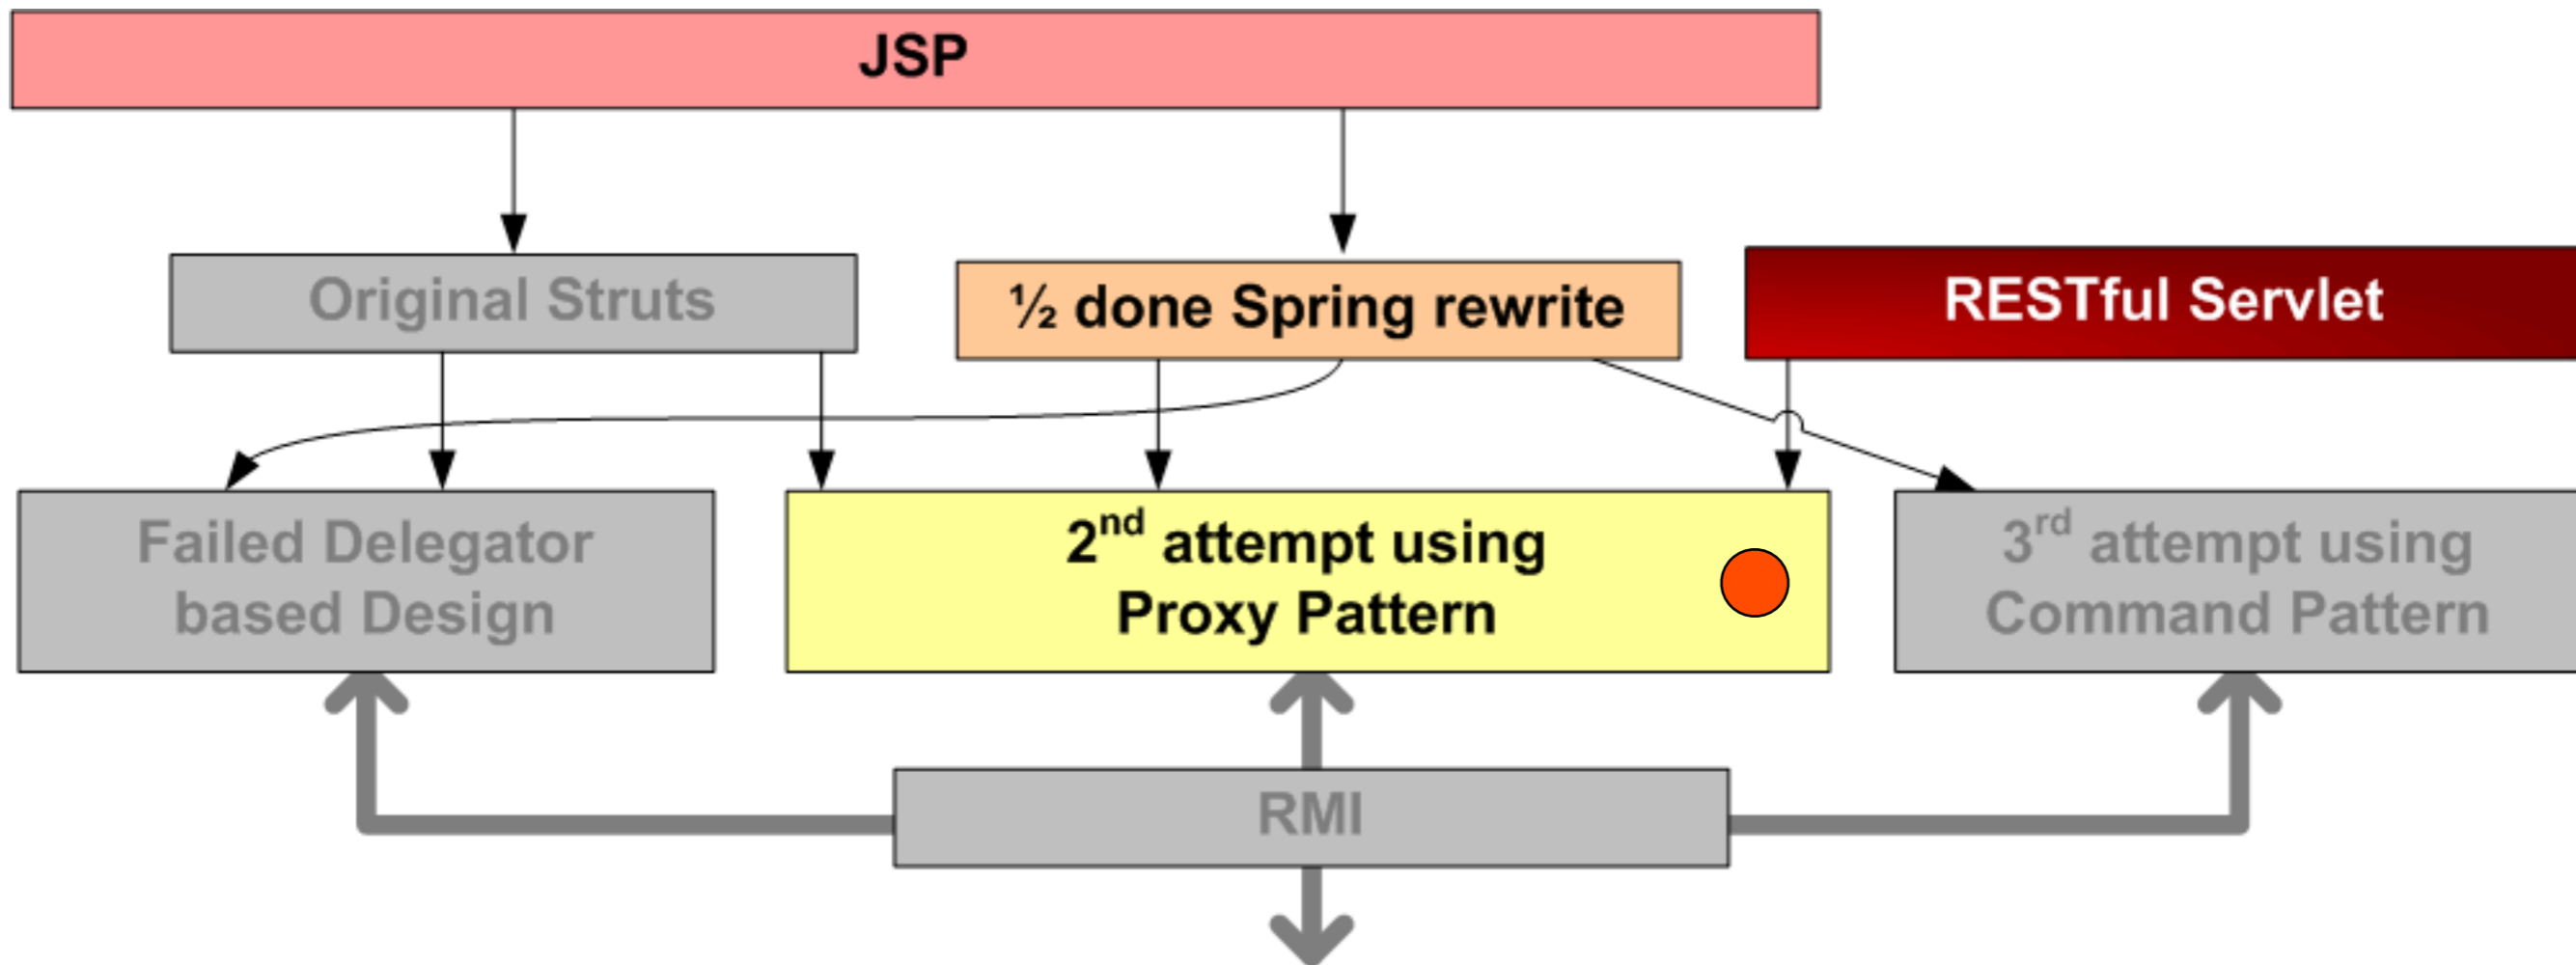 JSP
Original Struts
½ done Spring rewrite
RESTful Servlet
Failed Delegator
based Design
2nd attempt using
Proxy Pattern
3rd attempt using
Command Pattern
RMI